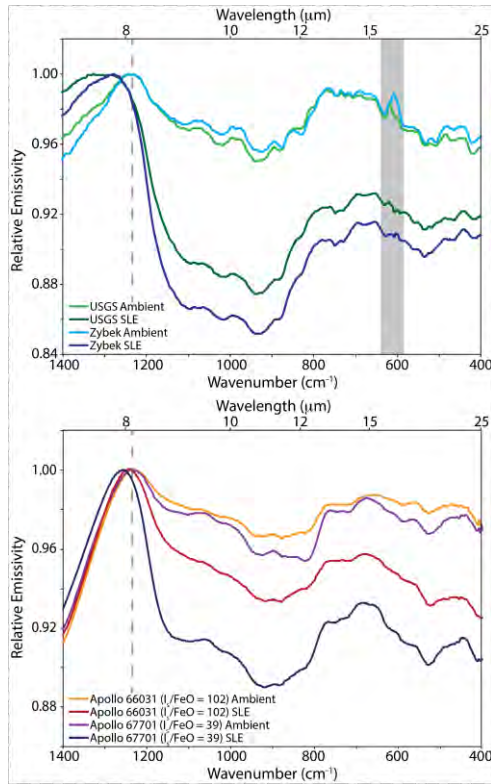 Wavelength (μm)
8 10 11 12 15 25
1.00
0.96
0.92
0.88
0.84
Relative Emissivity
USGS Ambient
USGS SLE
Zybek Ambient
Zybek SLE
1400 1200 1000 800 600 400
Wavenumber (cm⁻¹)
Wavelength (μm)
8 10 11 12 15 25
1.00
0.96
0.92
0.88
Relative Emissivity
Apollo 66031 (Iₛ/FeO = 102) Ambient
Apollo 66031 (Iₛ/FeO = 102) SLE
Apollo 67701 (Iₛ/FeO = 39) Ambient
Apollo 67701 (Iₛ/FeO = 39) SLE
1400 1200 1000 800 600 400
Wavenumber (cm⁻¹)